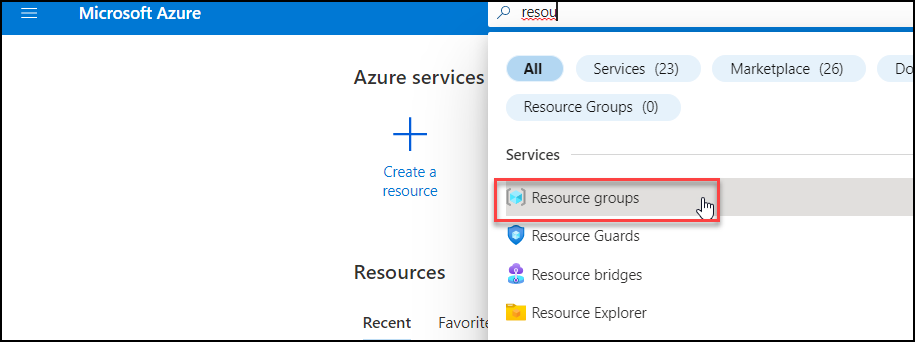 Microsoft Azure
resou
Azure services
Create a
resource
Resources
Recent Favorite
All Services (23) Marketplace (26) Do
Resource Groups (0)
Services
Resource groups
Resource Guards
Resource bridges
Resource Explorer